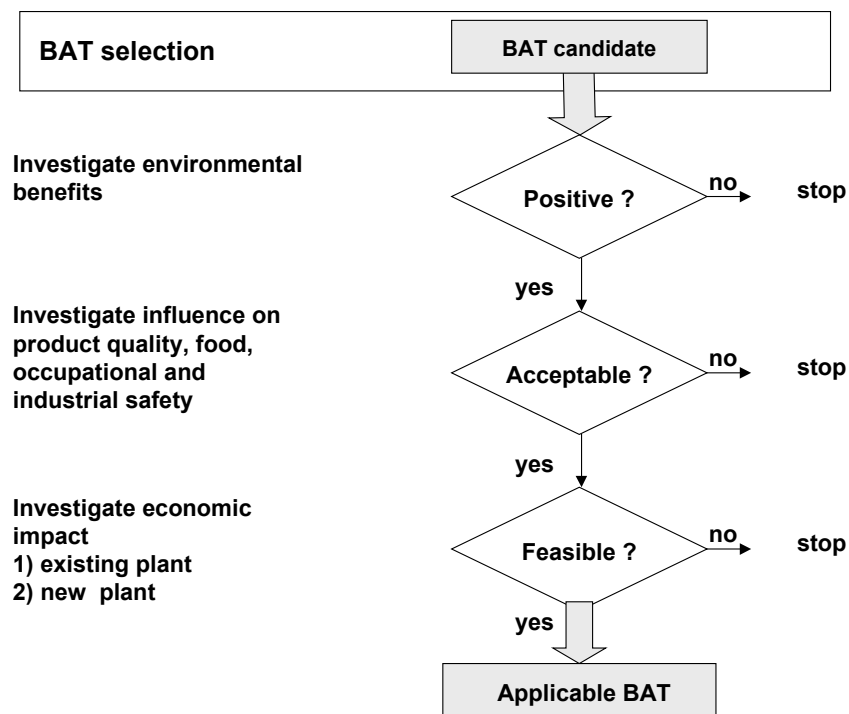 BAT selection
BAT candidate
Investigate environmental
benefits
Positive ?
no
stop
yes
Investigate influence on
product quality, food,
occupational and
industrial safety
Acceptable ?
no
stop
yes
Investigate economic
impact
1) existing plant
2) new plant
Feasible ?
no
stop
yes
Applicable BAT